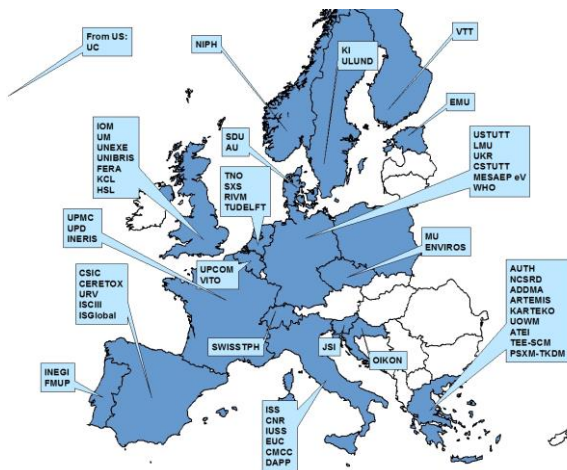 From US:
UC
NIPH
KI
ULUND
VTT
EMU
IOM
UM
UNEXE
UNIBRIS
FERA
KCL
HSL
SDU
AU
TNO
SXS
RIVM
TUDELFT
USTUTT
LMU
UKR
CSTUTT
MESAEP eV
WHO
UPMC
UPD
INERIS
UPCOM
VITO
MU
ENVIROS
CSIC
CERETOX
URV
ISCIII
ISGlobal
AUTH
NCSRD
ADDMA
ARTEMIS
KARTEKO
UOWM
ATEI
TEE-SCM
PSXM-TKDM
SWISSTPH
JSI
OIKON
INEGI
FMUP
ISS
CNR
IUSS
EUC
CMCC
DAPP